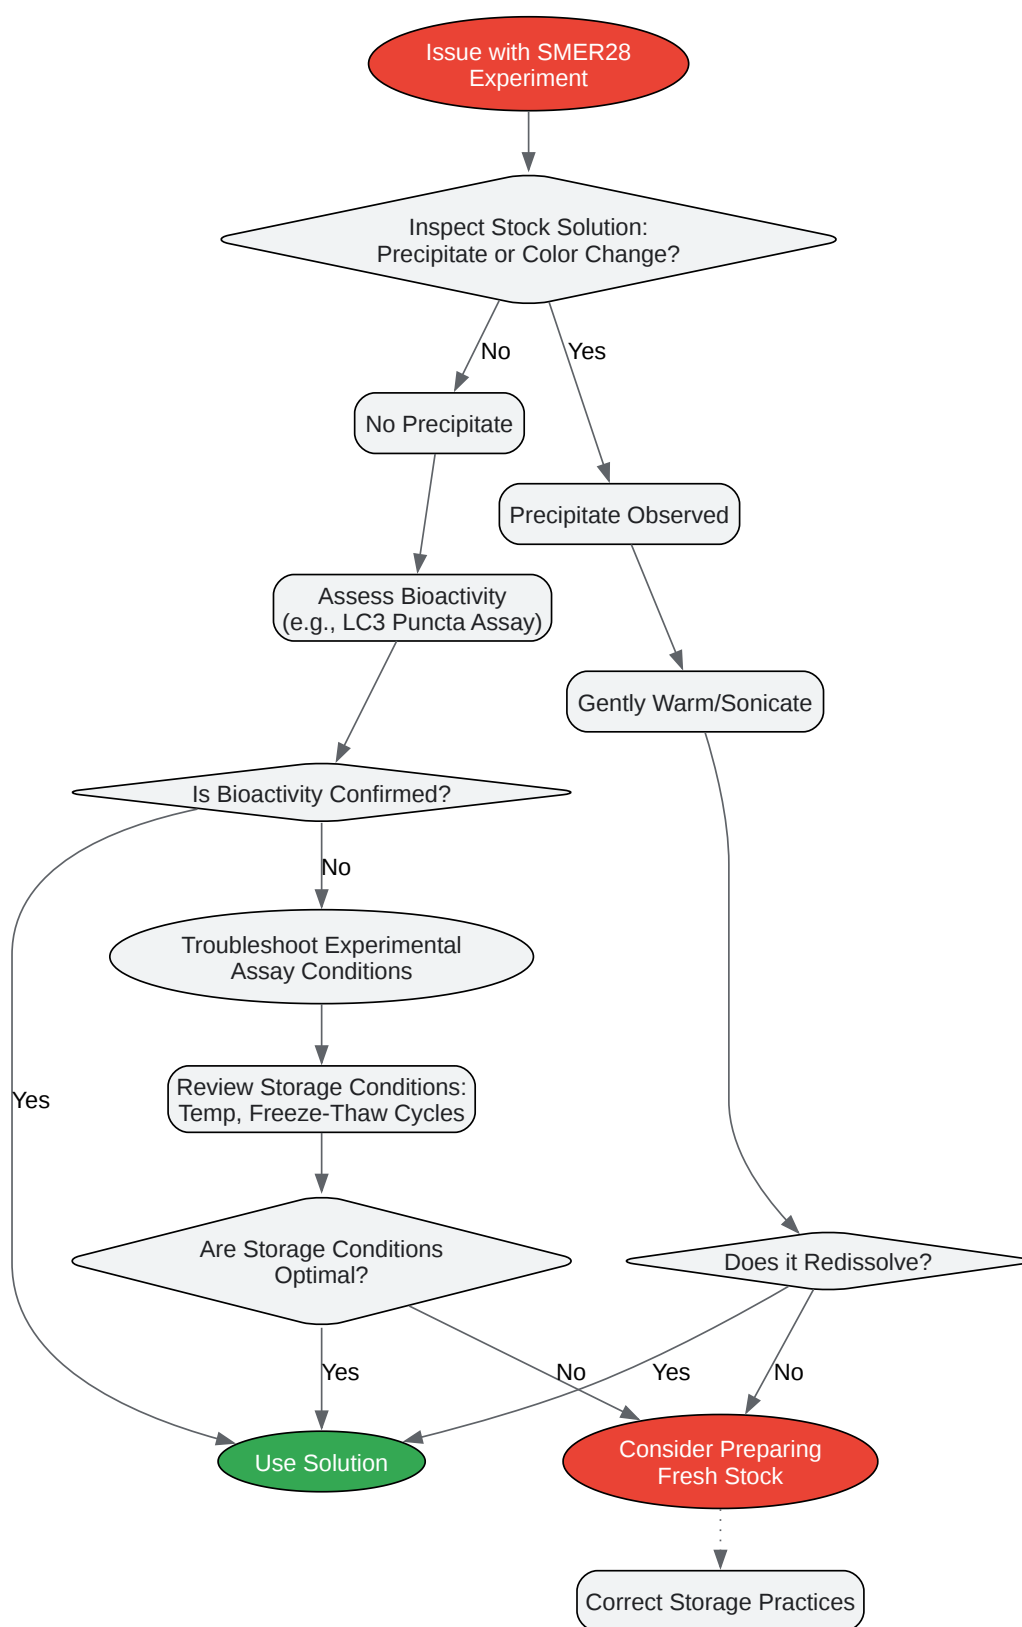 Issue with SMER28
Experiment
Inspect Stock Solution:
Precipitate or Color Change?
No
Yes
No Precipitate
Precipitate Observed
Assess Bioactivity
(e.g., LC3 Puncta Assay)
Gently Warm/Sonicate
Is Bioactivity Confirmed?
No
Troubleshoot Experimental
Assay Conditions
Review Storage Conditions:
Temp, Freeze-Thaw Cycles
Yes
Are Storage Conditions
Optimal?
Does it Redissolve?
Yes
No
Yes
No
Use Solution
Consider Preparing
Fresh Stock
Correct Storage Practices